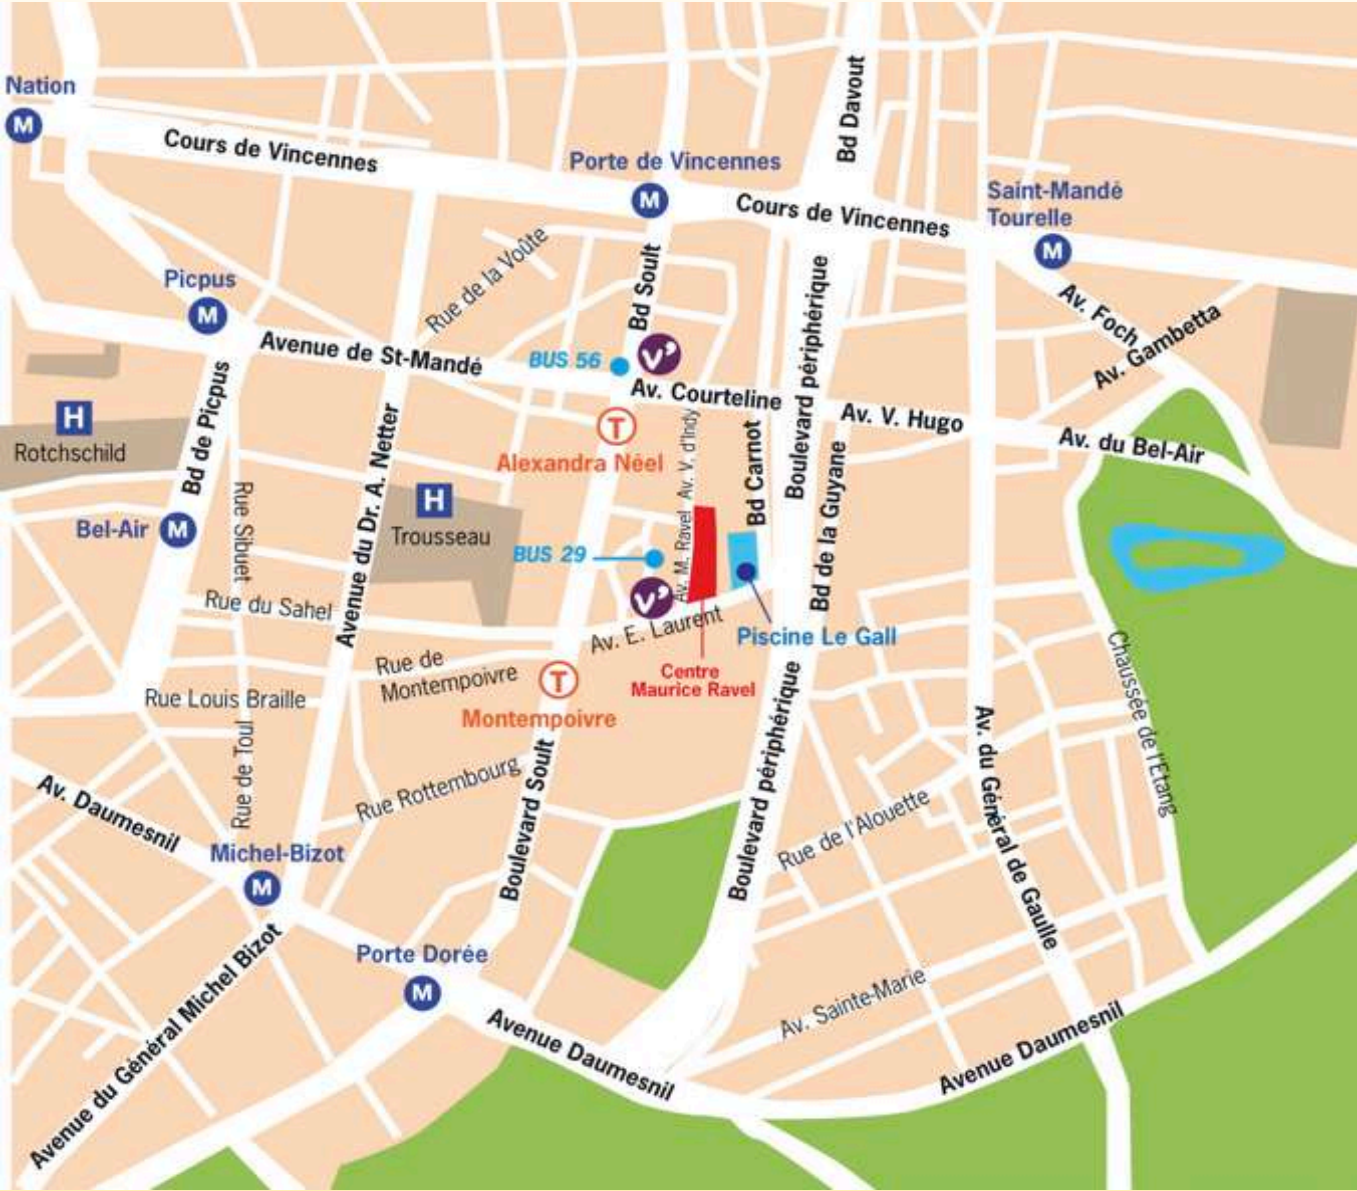 Bd Davout
Nation
M
Cours de Vincennes
Porte de Vincennes
M
Cours de Vincennes
Saint-Mandé
Tourelle
M
Picpus
M
Rue de la Voûte
Bd Soult
Boulevard périphérique
Av. Foch
Av. Gambetta
Avenue de St-Mandé
BUS 56
V'
Av. Courteline
Av. V. Hugo
Av. du Bel-Air
H
Rotchschild
Bd de Picpus
Avenue du Dr. A. Netter
T
Alexandra Néel
Av. V. d'Indy
Bd Carnot
Bd de la Guyane
Bel-Air
M
Rue Sibuet
H
Trousseau
BUS 29
Av. M. Ravel
V'
Rue du Sahel
Av. E. Laurent
Piscine Le Gall
Centre
Maurice Ravel
Rue de
Montempoivre
T
Montempoivre
Rue Louis Braille
Chaussée de l'Etang
Boulevard périphérique
Rue de Toul
Av. Daumesnil
Rue Rottembourg
Boulevard Soult
Rue de l'Alouette
Av. du Général de Gaulle
Michel-Bizot
M
Avenue du Général Michel Bizot
Porte Dorée
M
Avenue Daumesnil
Av. Sainte-Marie
Avenue Daumesnil